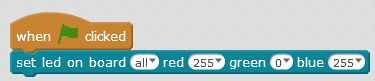 when clicked
set led on board all red 255 green 0 blue 255